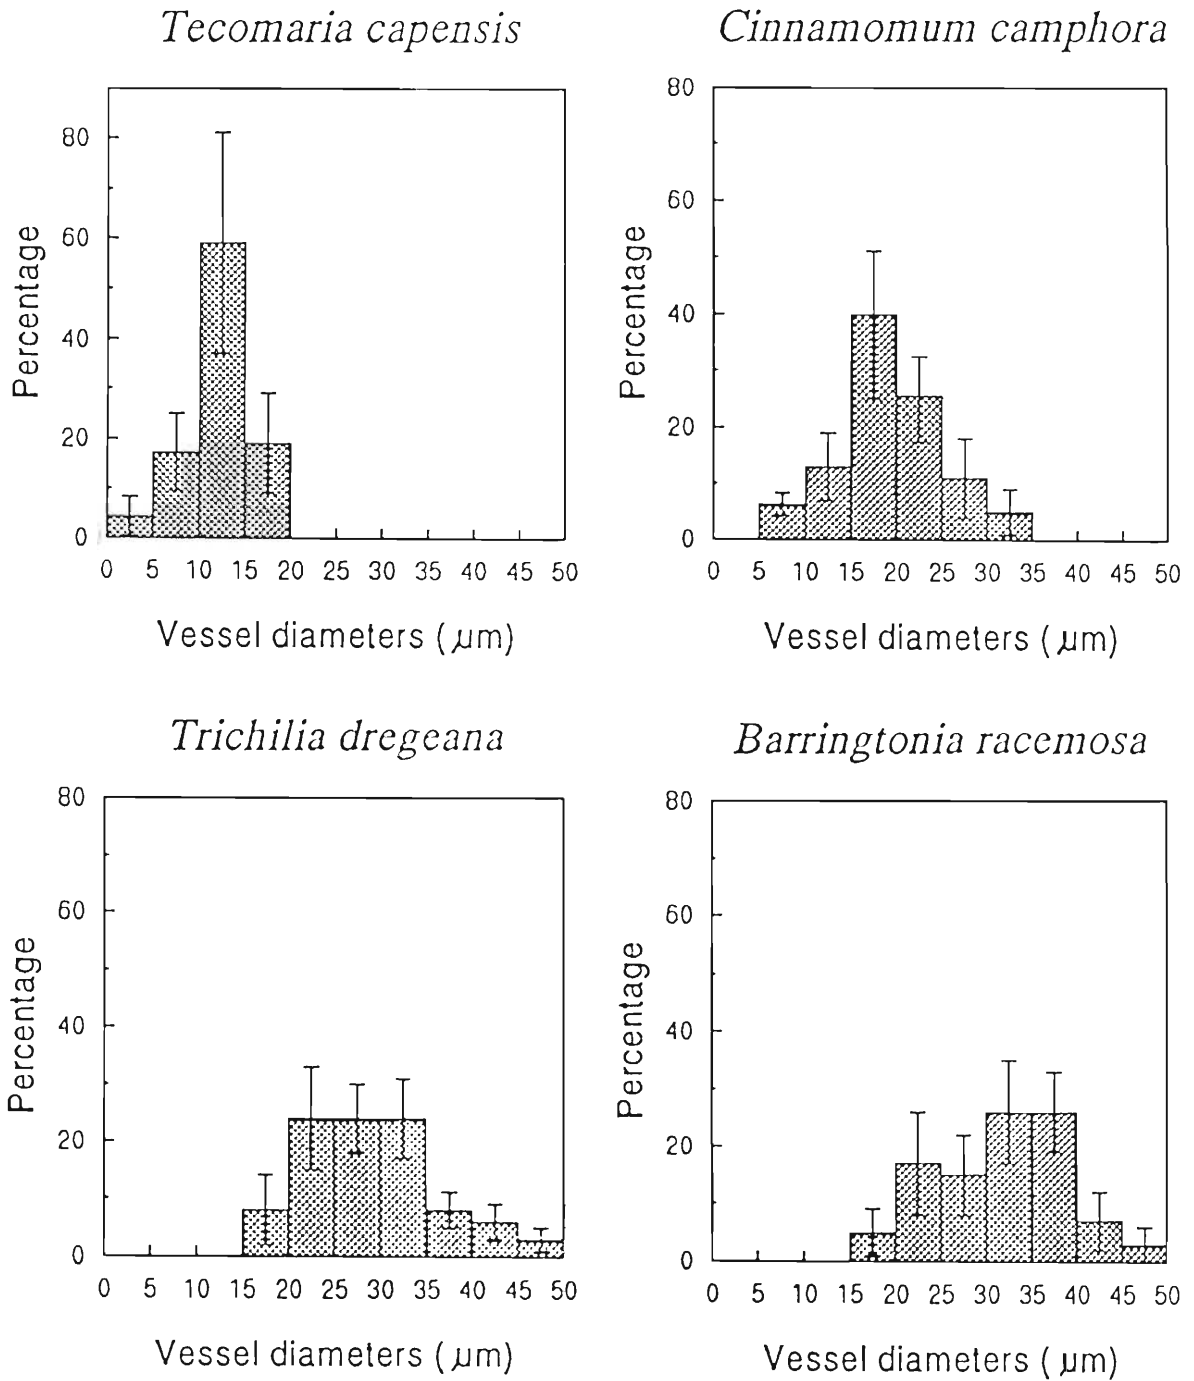 Tecomaria capensis
Cinnamomum camphora
80
60
40
20
0
Percentage
0 5 10 15 20 25 30 35 40 45 50
Vessel diameters (μm)
80
60
40
20
0
Percentage
0 5 10 15 20 25 30 35 40 45 50
Vessel diameters (μm)
Trichilia dregeana
Barringtonia racemosa
80
60
40
20
0
Percentage
0 5 10 15 20 25 30 35 40 45 50
Vessel diameters (μm)
80
60
40
20
0
Percentage
0 5 10 15 20 25 30 35 40 45 50
Vessel diameters (μm)